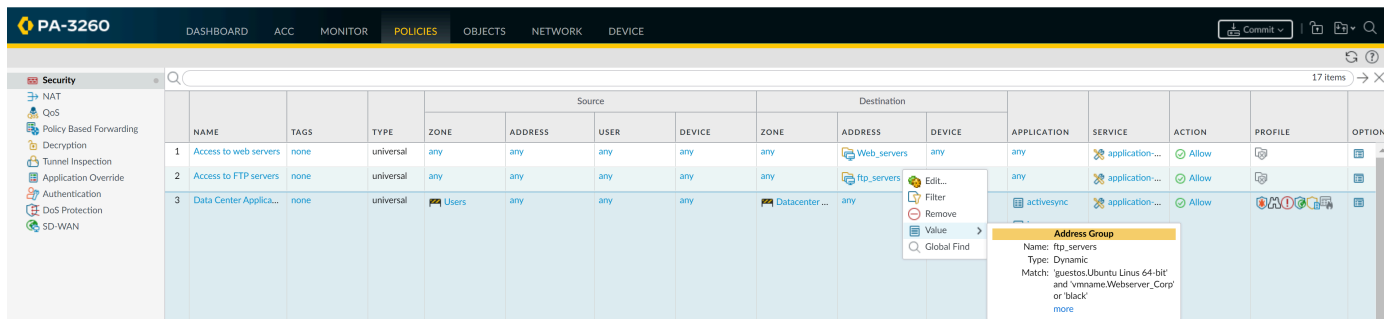 PA-3260
DASHBOARD ACC MONITOR POLICIES OBJECTS NETWORK DEVICE Commit
Security
NAT
QoS
Policy Based Forwarding
Decryption
Tunnel Inspection
Application Override
Authentication
DoS Protection
SD-WAN
17 items
Source Destination
NAME TAGS TYPE ZONE ADDRESS USER DEVICE ZONE ADDRESS DEVICE APPLICATION SERVICE ACTION PROFILE OPTION
1 Access to web servers none universal any any any any any Web_servers any any application-... Allow
2 Access to FTP servers none universal any any any any any ftp_servers any application-... Allow
3 Data Center Applica... none universal Users any any any Datacenter ... any activesync application-... Allow
Edit...
Filter
Remove
Value
Global Find
Address Group
Name: ftp_servers
Type: Dynamic
Match: 'guestos.Ubuntu Linus 64-bit'
and 'vmname.Webserver_Corp'
or 'black'
more